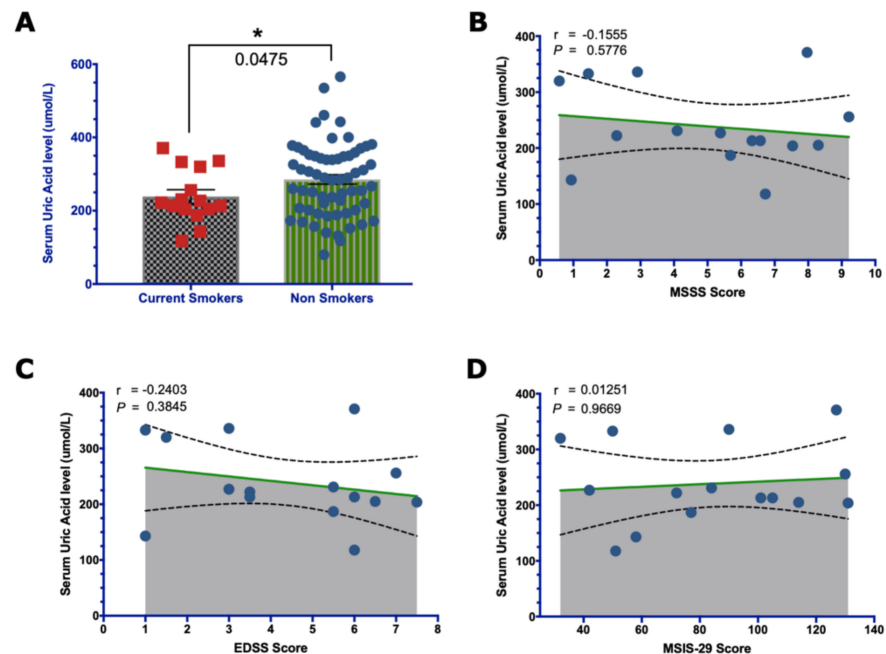 A
*
0.0475
600
400
200
0
Serum Uric Acid level (umol/L)
Current Smokers
Non Smokers
B
r = -0.1555
P = 0.5776
400
300
200
100
0
Serum Uric Acid level (umol/L)
0 1 2 3 4 5 6 7 8 9 10
MSSS Score
C
r = -0.2403
P = 0.3845
400
300
200
100
0
Serum Uric Acid level (umol/L)
0 1 2 3 4 5 6 7 8
EDSS Score
D
r = 0.01251
P = 0.9669
400
300
200
100
0
Serum Uric Acid level (umol/L)
40 60 80 100 120 140
MSIS-29 Score